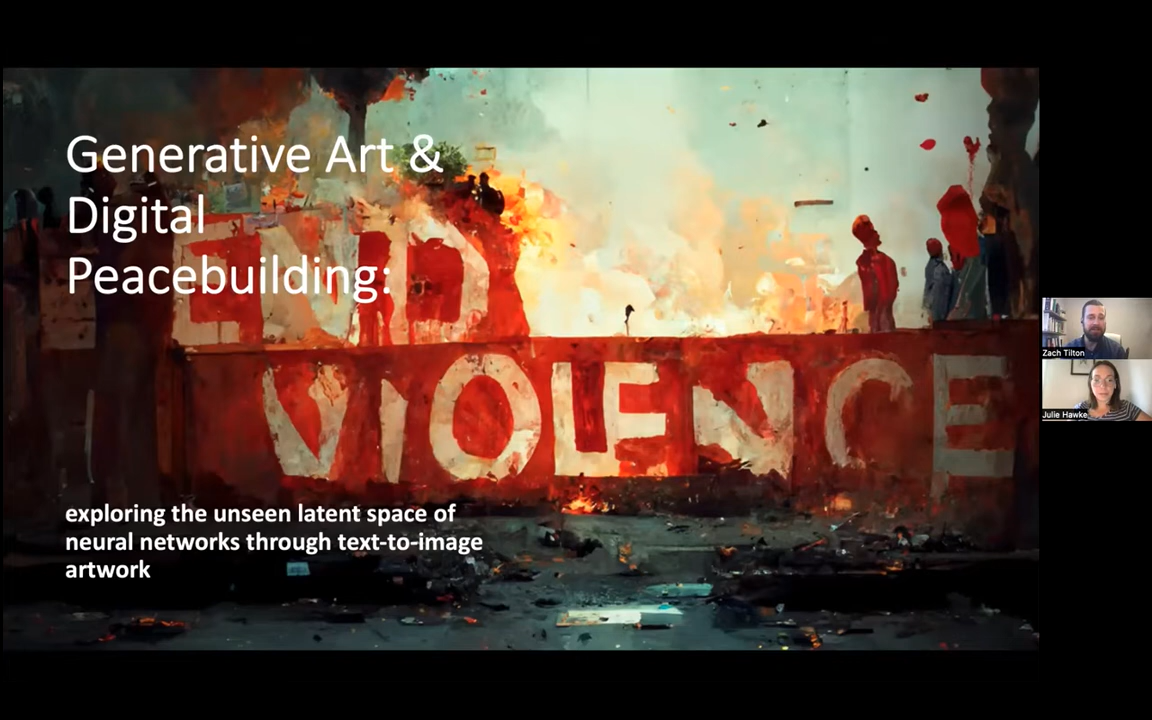 Generative Art &
Digital
Peacebuilding:
END
VIOLENCE
exploring the unseen latent space of
neural networks through text-to-image
artwork
Zach Tilton
Julie Hawke